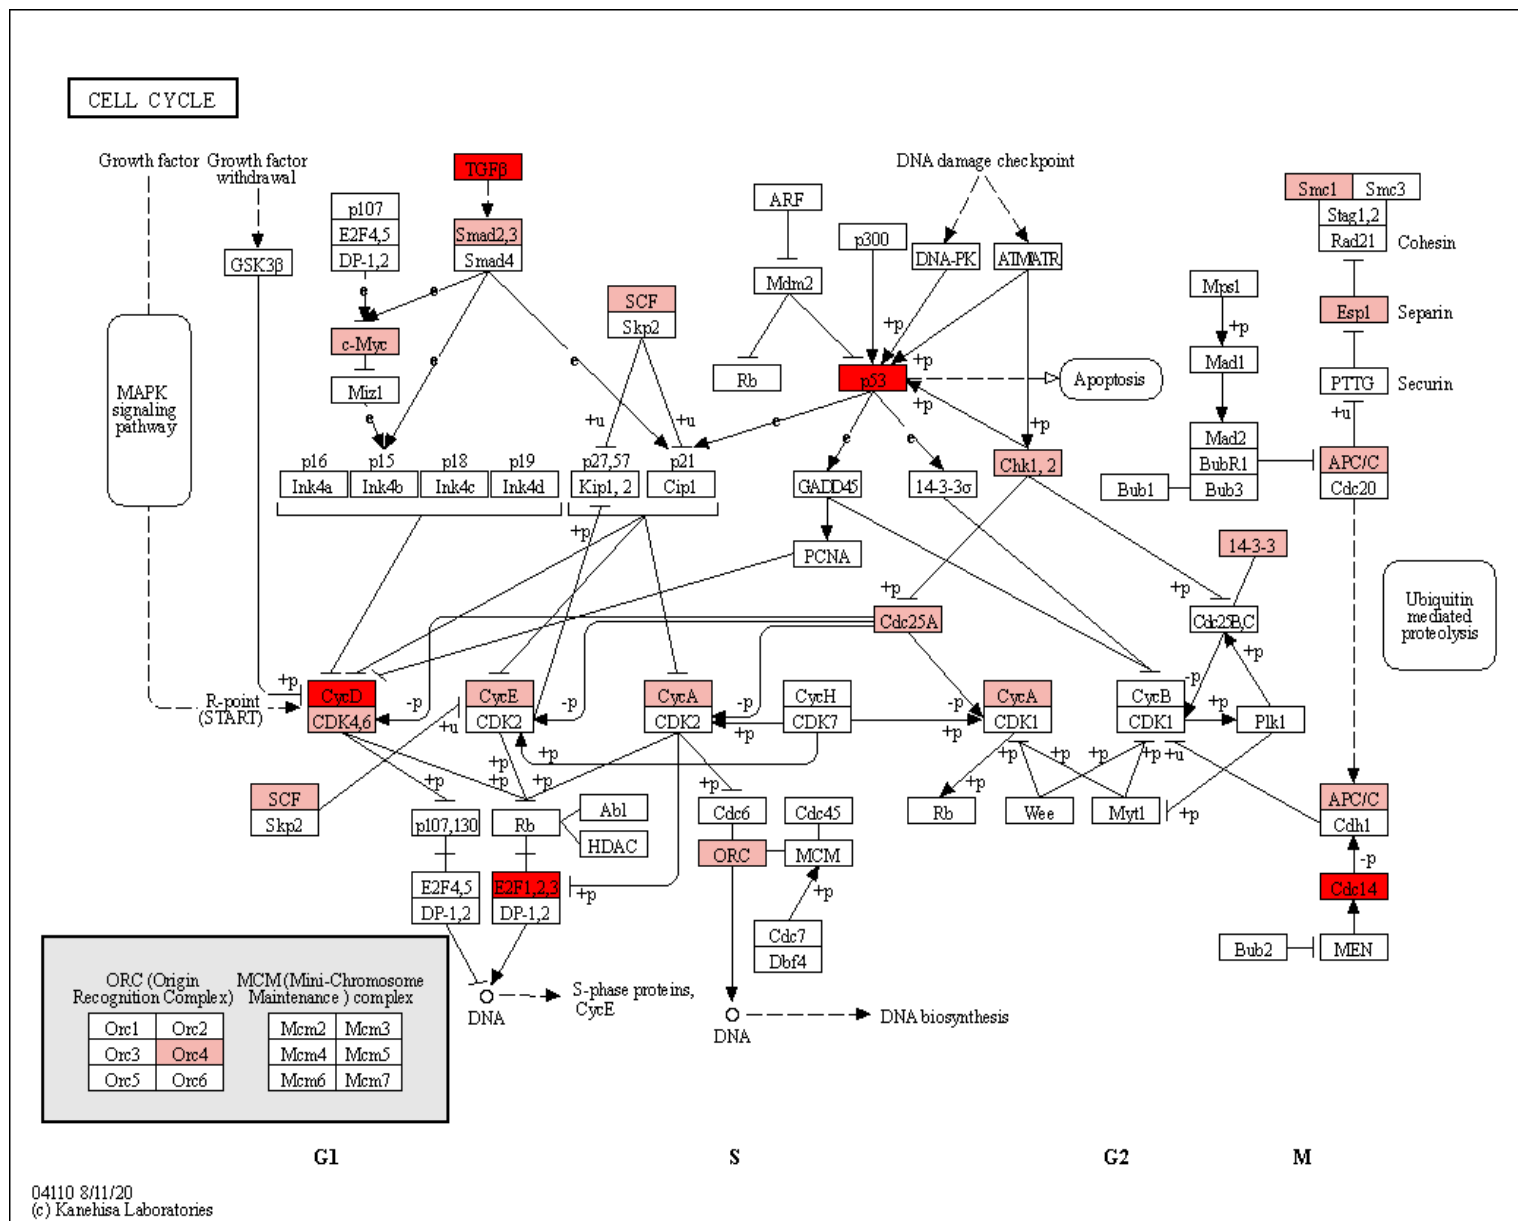 CELL CYCLE
Growth factor
Growth factor
withdrawal
TGFβ
DNA damage checkpoint
Smc1
Smc3
Stag1,2
Rad21
Cohesin
p107
E2F4,5
DP-1,2
Smad2,3
Smad4
ARF
p300
DNA-PK
ATM/ATR
GSK3β
Mdm2
Mps1
Esp1
Separin
SCF
Skp2
e
e
+p
+p
c-Myc
Miz1
e
e
Rb
p53
+p
+p
Apoptosis
Mad1
PTTG
Securin
MAPK
signaling
pathway
e
+u
+u
e
e
e
+p
+u
Mad2
BubR1
Bub3
Bub1
APC/C
Cdc20
p16
Ink4a
p15
Ink4b
p18
Ink4c
p19
Ink4d
p27,57
Kip1, 2
p21
Cip1
GADD45
14-3-3σ
Chk1, 2
+p
PCNA
14-3-3
+p
+p
Cdc25A
Cdc25B,C
Ubiquitin
mediated
proteolysis
+p
R-point
(START)
CycD
CDK4,6
-p
CycE
CDK2
-p
CycA
CDK2
-p
CycH
CDK7
-p
CycA
CDK1
CycB
CDK1
-p
+p
+p
Plk1
+u
+p
+p
+p
+p
+p
+p
+p
+p
+p
+p
+p
+p
+u
SCF
Skp2
p107,130
Rb
Abl
HDAC
Cdc6
Cdc45
ORC
MCM
Rb
Wee
Myt1
+p
APC/C
Cdh1
-p
E2F4,5
DP-1,2
E2F1,2,3
DP-1,2
+p
+p
Cdc7
Dbf4
Cdc14
Bub2
MEN
DNA
S-phase proteins,
CycE
DNA
DNA biosynthesis
ORC (Origin
Recognition Complex)
MCM (Mini-Chromosome
Maintenance ) complex
Orc1
Orc2
Mcm2
Mcm3
Orc3
Orc4
Mcm4
Mcm5
Orc5
Orc6
Mcm6
Mcm7
G1
S
G2
M
04110 8/11/20
(c) Kanehisa Laboratories